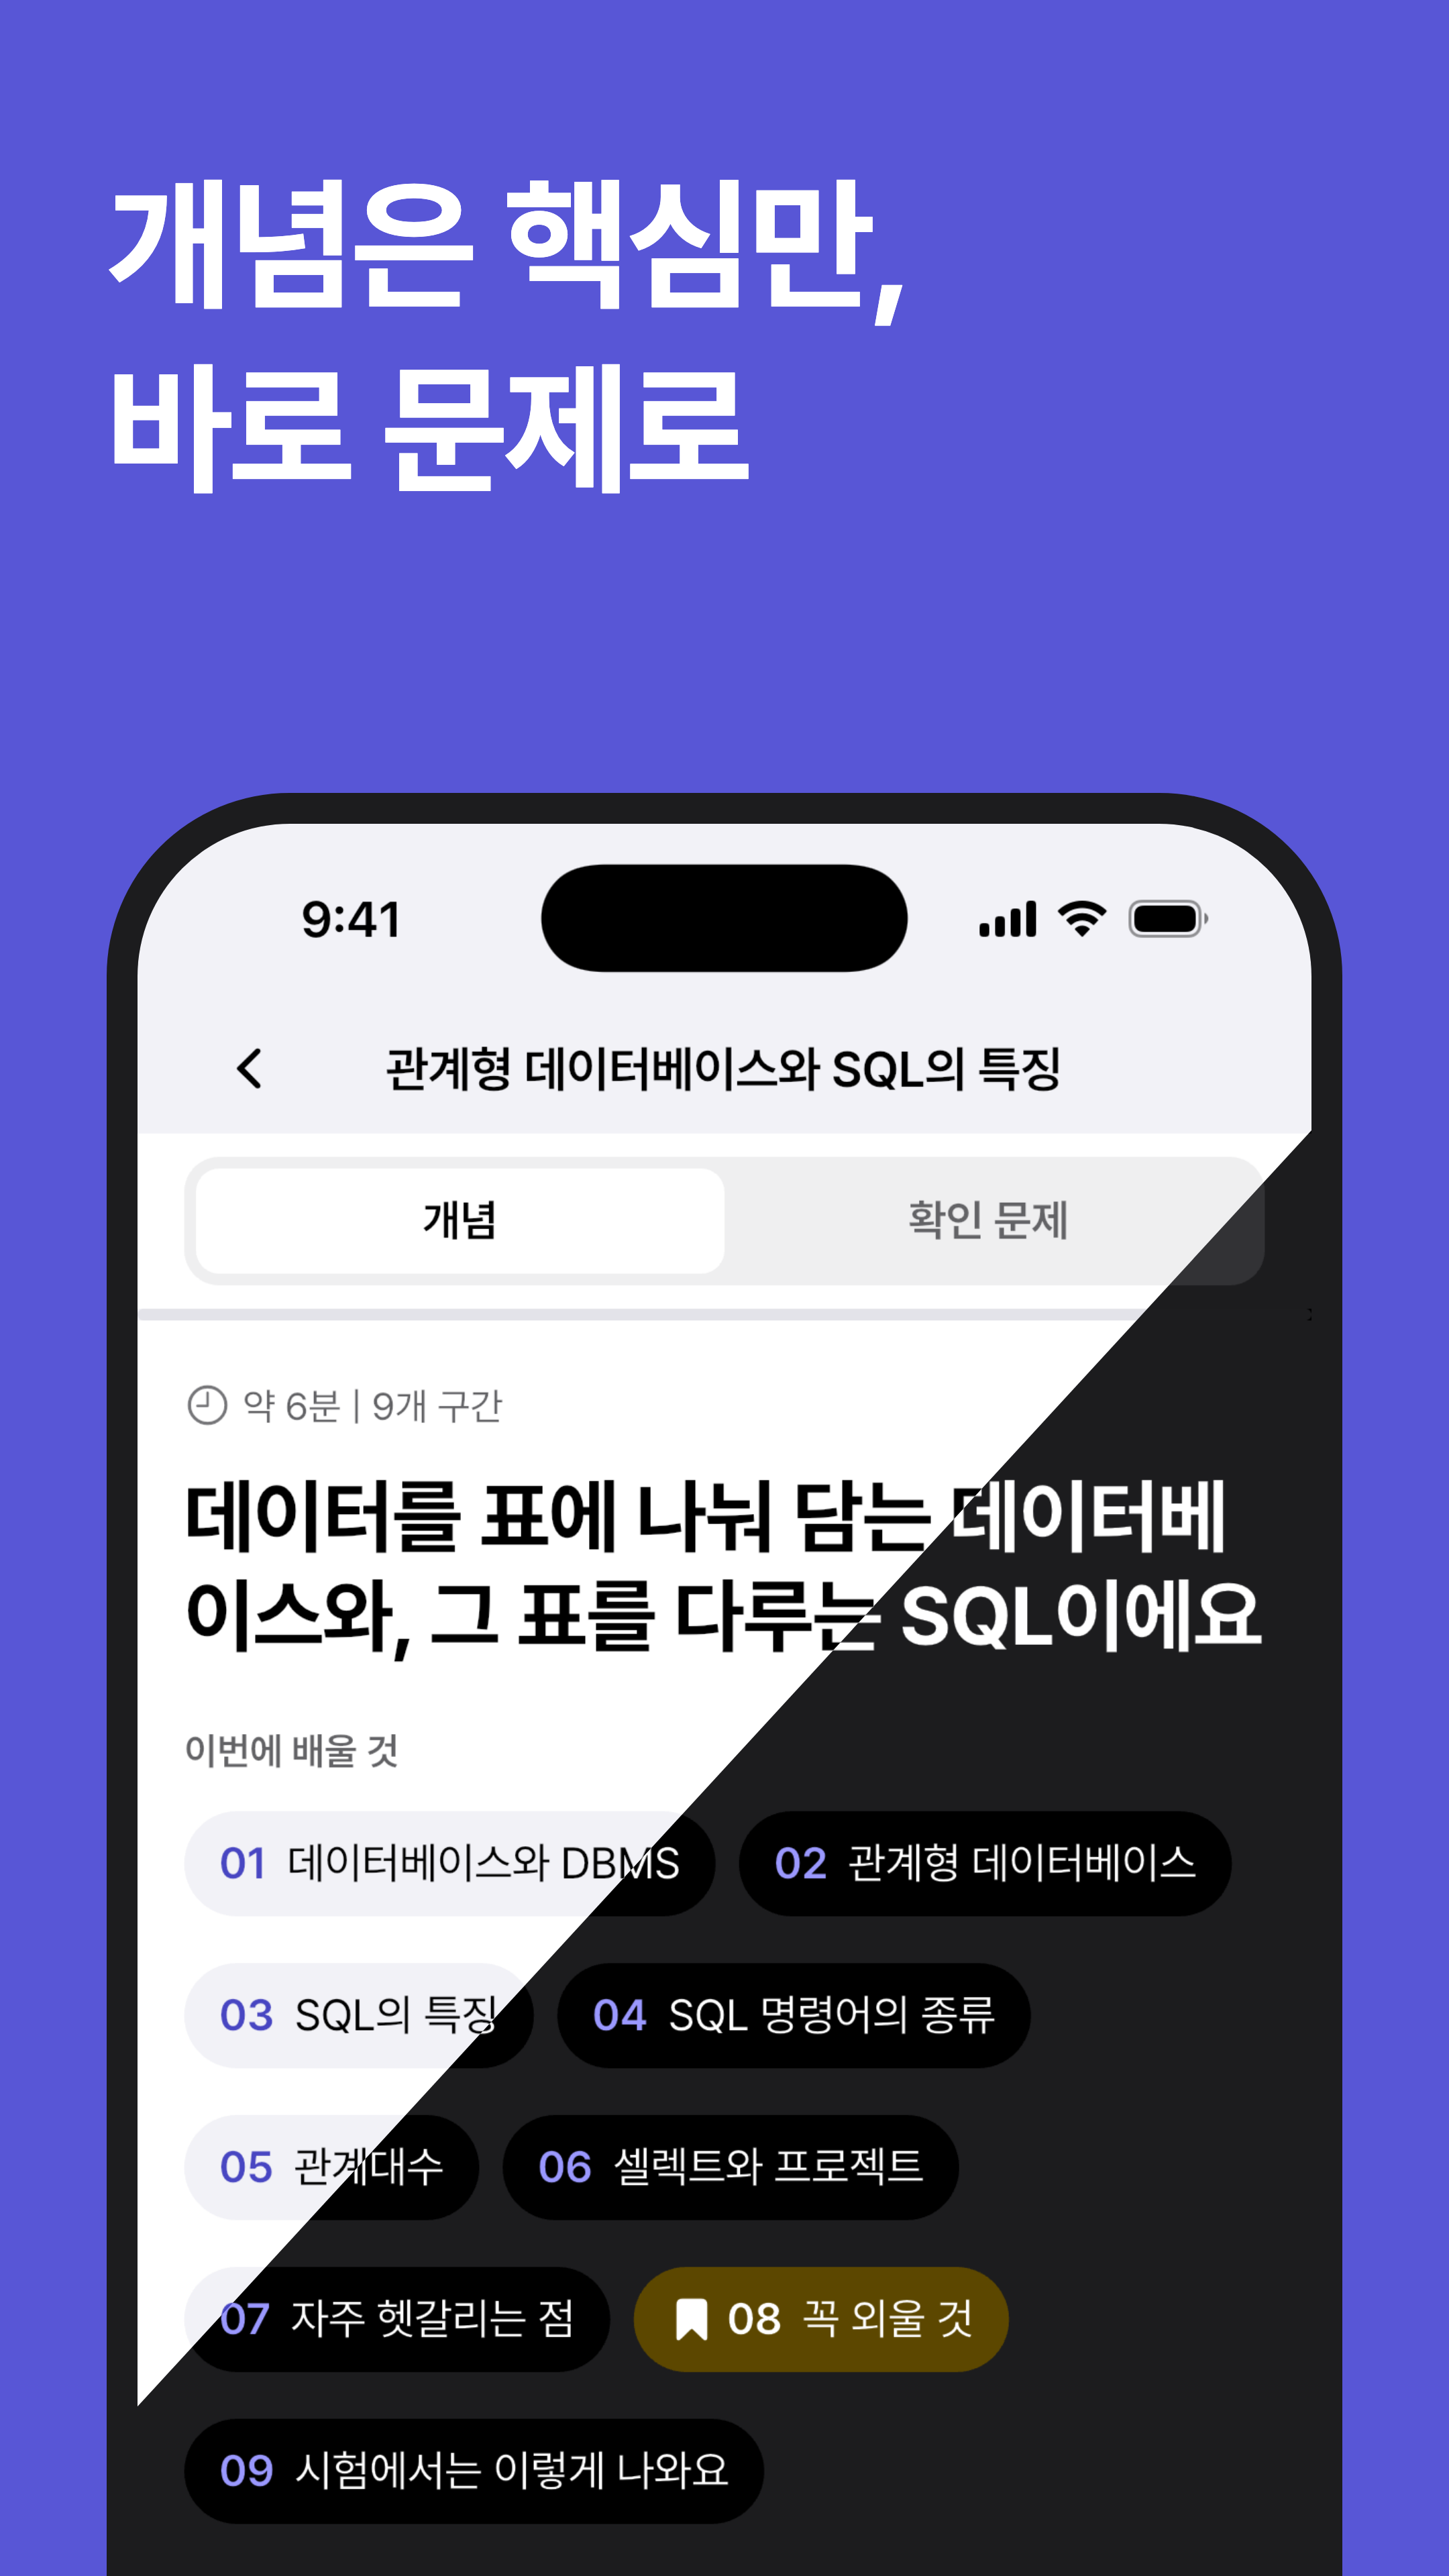 개념은 핵심만,
바로 문제로
9:41
관계형 데이터베이스와 SQL의 특징
개념
확인 문제
약 6분 | 9개 구간
데이터를 표에 나눠 담는 데이터베
이스와, 그 표를 다루는 SQL이에요
이번에 배울 것
01 데이터베이스와 DBMS
02 관계형 데이터베이스
03 SQL의 특징
04 SQL 명령어의 종류
05 관계대수
06 셀렉트와 프로젝트
07 자주 헷갈리는 점
08 꼭 외울 것
09 시험에서는 이렇게 나와요